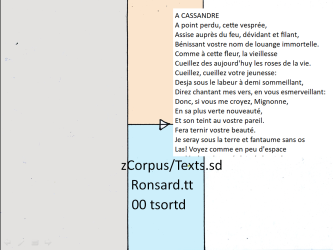 A CASSANDRE
A point perdu, cette vesprée,
Assise auprès du feu, dévidant et filant,
Bénissant vostre nom de louange immortelle.
Comme à cette fleur, la vieillesse
Cueillez des aujourd'huy les roses de la vie.
Cueillez, cueillez votre jeunesse:
Desja sous le labeur à demi sommeillant,
Direz chantant mes vers, en vous esmerveillant:
Donc, si vous me croyez, Mignonne,
En sa plus verte nouveauté,
Et son teint au vostre pareil.
Fera ternir vostre beauté.
Je seray sous la terre et fantaume sans os
Las! Voyez comme en peu d'espace
zCorpus/Texts.sd
Ronsard.tt
00 tsortd